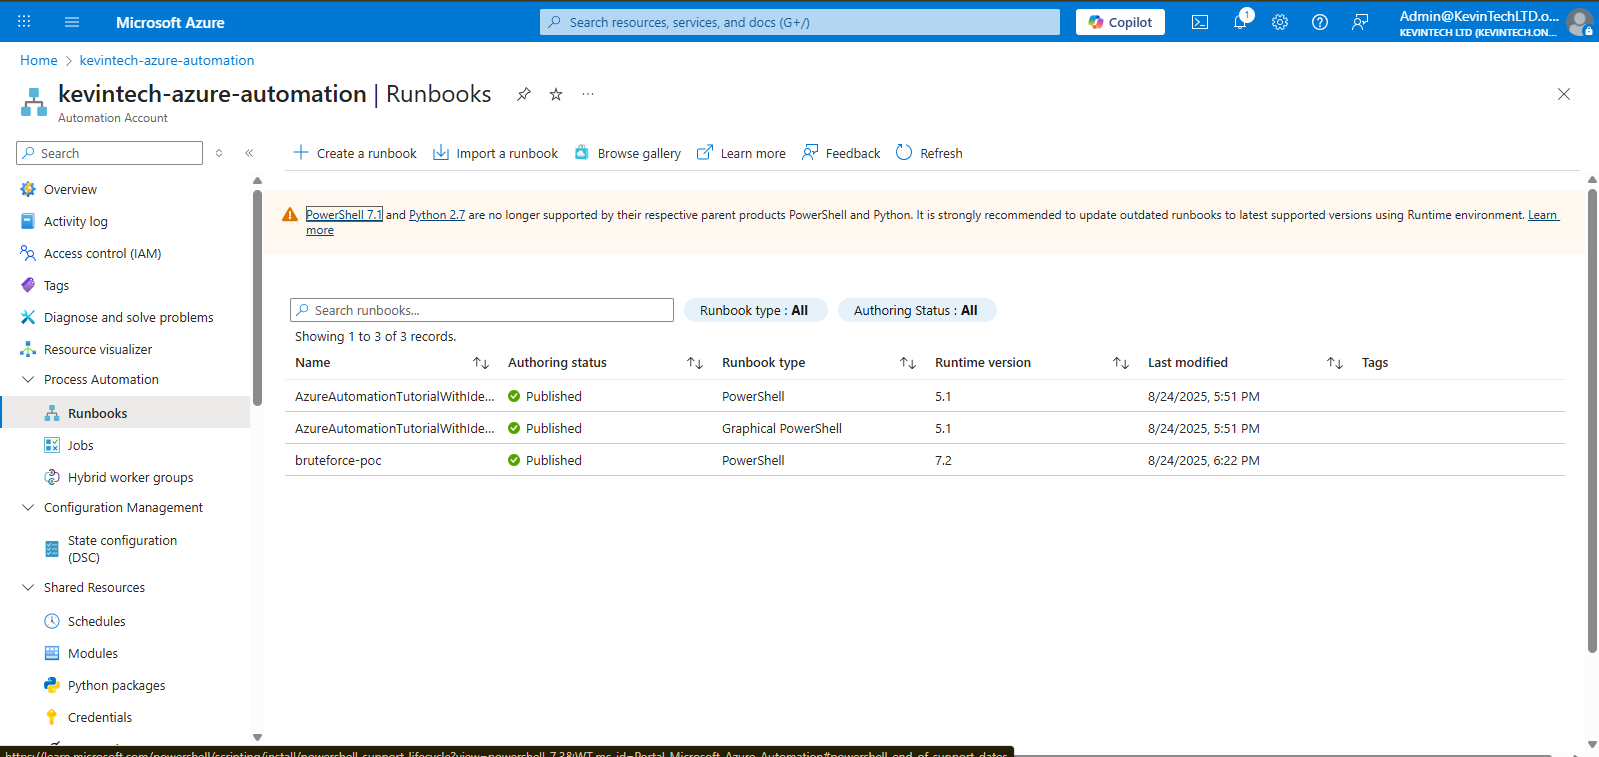 Microsoft Azure
Search resources, services, and docs (G+/)
Copilot
1
Admin@KevinTechLTD.o...
KEVINTECH LTD (KEVINTECH.ON...
Home > kevintech-azure-automation
kevintech-azure-automation | Runbooks
Automation Account
Search
Create a runbook Import a runbook Browse gallery Learn more Feedback Refresh
Overview
Activity log
Access control (IAM)
Tags
Diagnose and solve problems
Resource visualizer
Process Automation
Runbooks
Jobs
Hybrid worker groups
Configuration Management
State configuration
(DSC)
Shared Resources
Schedules
Modules
Python packages
Credentials
PowerShell 7.1 and Python 2.7 are no longer supported by their respective parent products PowerShell and Python. It is strongly recommended to update outdated runbooks to latest supported versions using Runtime environment. Learn
more
Search runbooks...
Runbook type : All
Authoring Status : All
Showing 1 to 3 of 3 records.
Name Authoring status Runbook type Runtime version Last modified Tags
AzureAutomationTutorialWithIde... Published PowerShell 5.1 8/24/2025, 5:51 PM
AzureAutomationTutorialWithIde... Published Graphical PowerShell 5.1 8/24/2025, 5:51 PM
bruteforce-poc Published PowerShell 7.2 8/24/2025, 6:22 PM